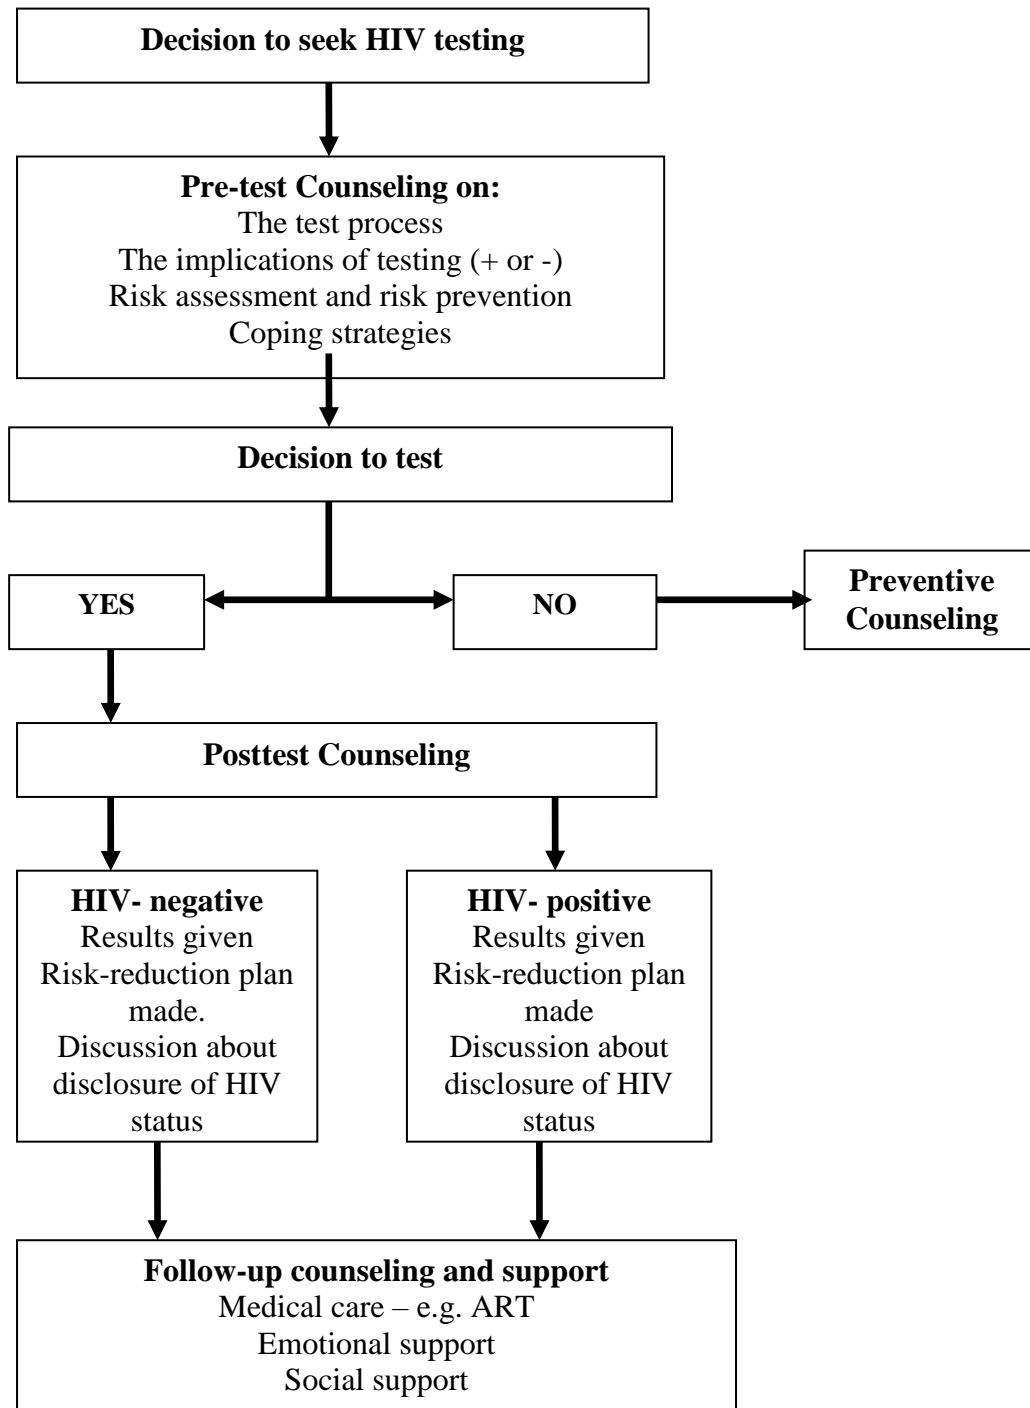 Decision to seek HIV testing
Pre-test Counseling on:
The test process
The implications of testing (+ or -)
Risk assessment and risk prevention
Coping strategies
Decision to test
YES
NO
Preventive
Counseling
Posttest Counseling
HIV- negative
Results given
Risk-reduction plan
made.
Discussion about
disclosure of HIV
status
HIV- positive
Results given
Risk-reduction plan
made
Discussion about
disclosure of HIV
status
Follow-up counseling and support
Medical care – e.g. ART
Emotional support
Social support